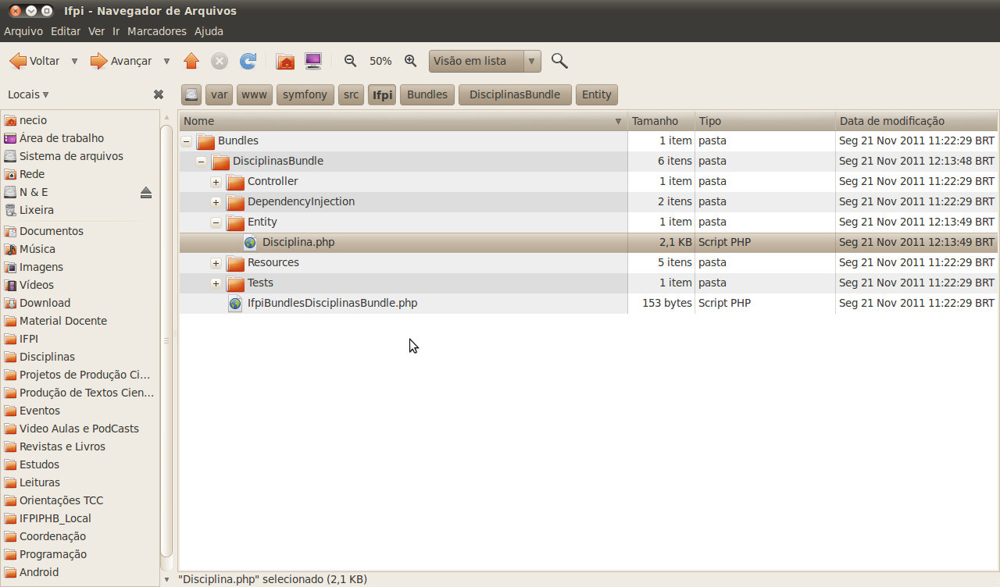 Ifpi - Navegador de Arquivos
Arquivo Editar Ver Ir Marcadores Ajuda
Voltar Avançar 50% Visão em lista
Locais var www symfony src Ifpi Bundles DisciplinasBundle Entity
necio
Área de trabalho
Sistema de arquivos
Rede
N & E
Lixeira
Documentos
Música
Imagens
Vídeos
Download
Material Docente
IFPI
Disciplinas
Projetos de Produção Ci...
Produção de Textos Cien...
Eventos
Video Aulas e PodCasts
Revistas e Livros
Estudos
Leituras
Orientações TCC
IFPIPHB_Local
Coordenação
Programação
Android
Nome Tamanho Tipo Data de modificação
Bundles 1 item pasta Seg 21 Nov 2011 11:22:29 BRT
DisciplinasBundle 6 itens pasta Seg 21 Nov 2011 12:13:48 BRT
Controller 1 item pasta Seg 21 Nov 2011 11:22:29 BRT
DependencyInjection 2 itens pasta Seg 21 Nov 2011 11:22:29 BRT
Entity 1 item pasta Seg 21 Nov 2011 12:13:49 BRT
Disciplina.php 2,1 KB Script PHP Seg 21 Nov 2011 12:13:49 BRT
Resources 5 itens pasta Seg 21 Nov 2011 11:22:29 BRT
Tests 1 item pasta Seg 21 Nov 2011 11:22:29 BRT
IfpiBundlesDisciplinasBundle.php 153 bytes Script PHP Seg 21 Nov 2011 11:22:29 BRT
"Disciplina.php" selecionado (2,1 KB)